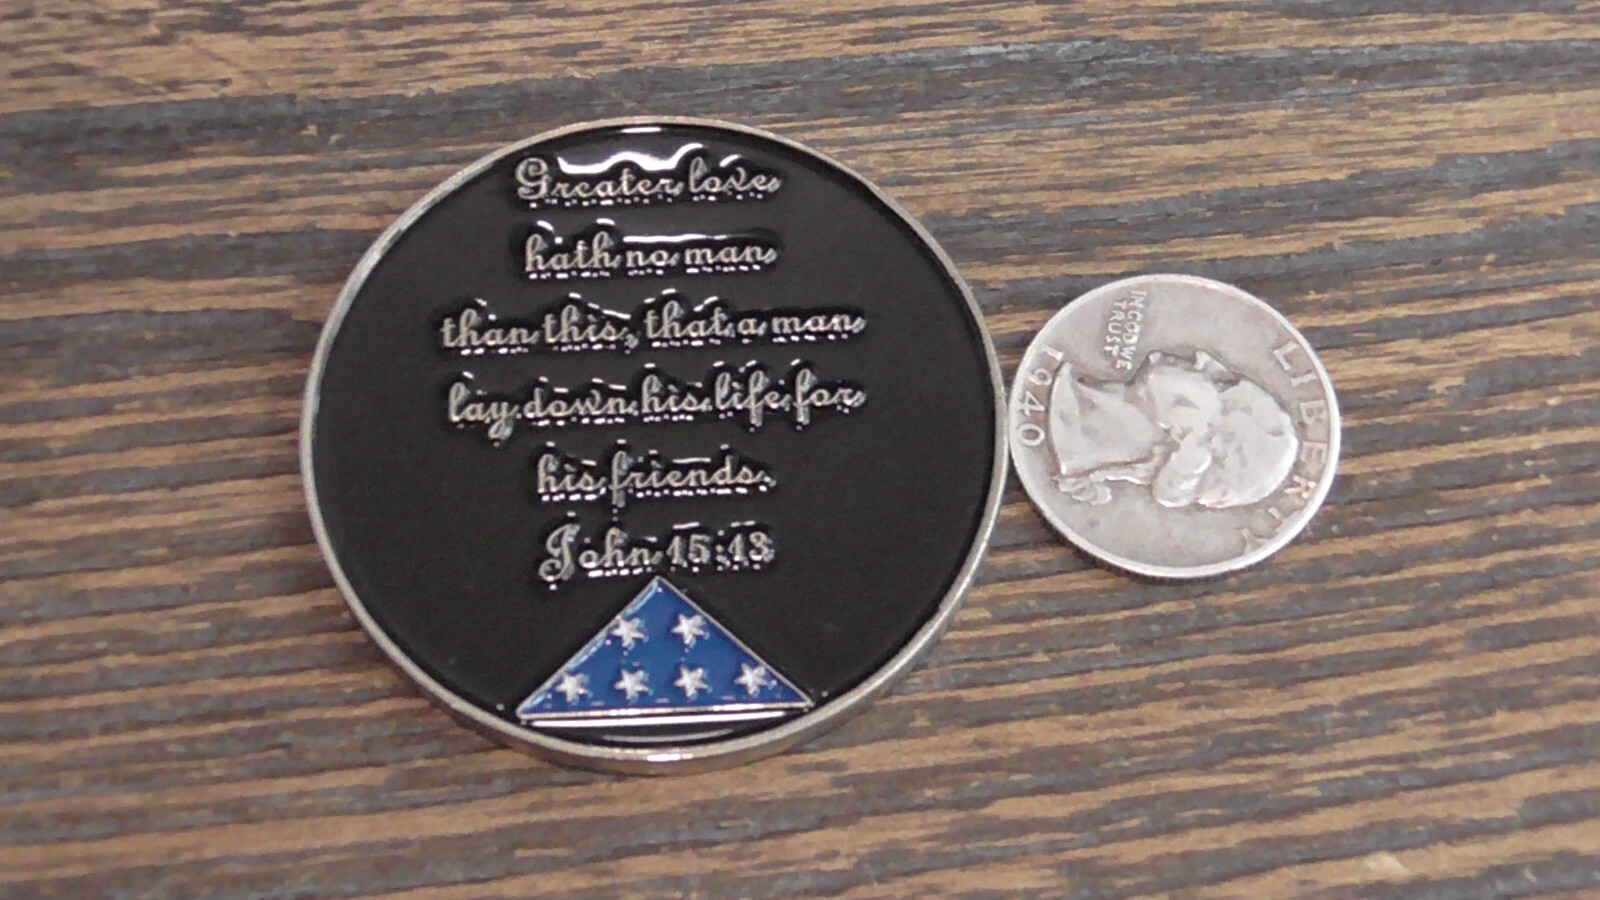 Greater love
hath no man
than this, that a man
lay down his life for
his friends.
John 15:13
LIBERTY
IN GOD WE
TRUST
1940